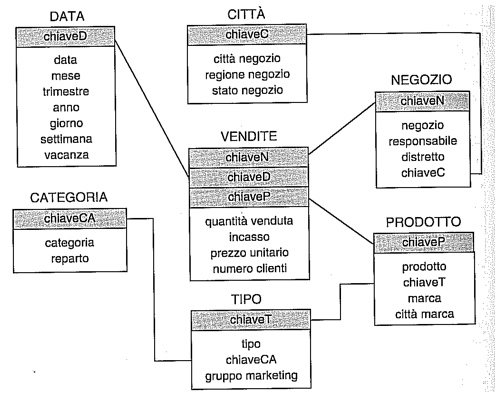 DATA
chiaveD
data
mese
trimestre
anno
giorno
settimana
vacanza
CITTÀ
chiaveC
città negozio
regione negozio
stato negozio
NEGOZIO
chiaveN
negozio
responsabile
distretto
chiaveC
VENDITE
chiaveN
chiaveD
chiaveP
quantità venduta
incasso
prezzo unitario
numero clienti
CATEGORIA
chiaveCA
categoria
reparto
PRODOTTO
chiaveP
prodotto
chiaveT
marca
città marca
TIPO
chiaveT
tipo
chiaveCA
gruppo marketing